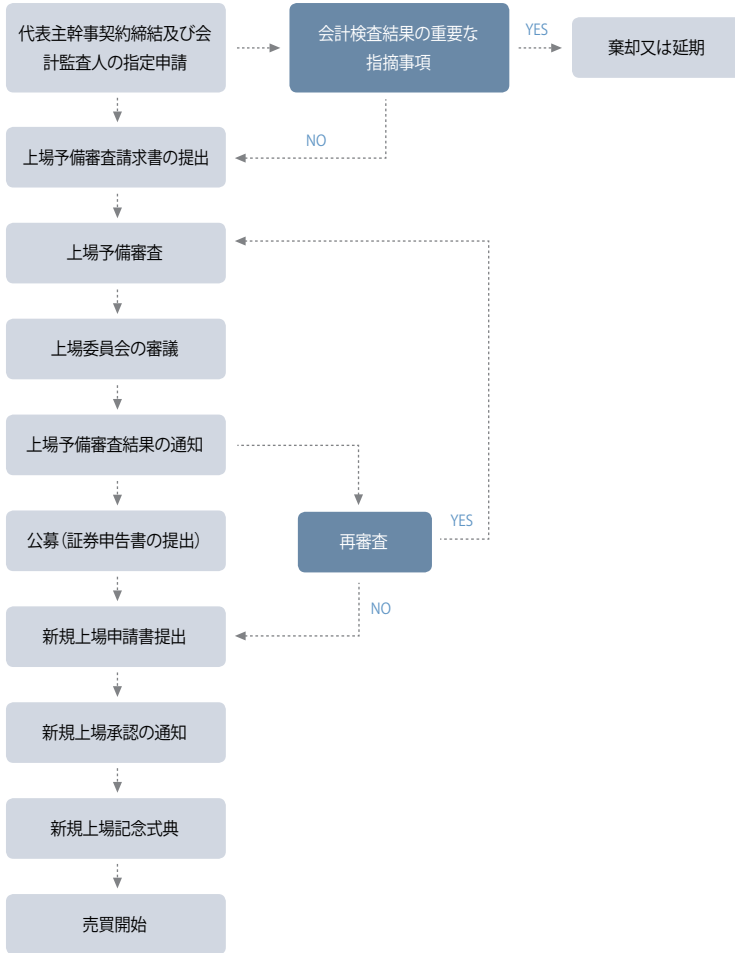 代表主幹事契約締結及び会
計監査人の指定申請
会計検査結果の重要な
指摘事項
YES
棄却又は延期
NO
上場予備審査請求書の提出
上場予備審査
上場委員会の審議
上場予備審査結果の通知
公募（証券申告書の提出）
再審査
YES
NO
新規上場申請書提出
新規上場承認の通知
新規上場記念式典
売買開始